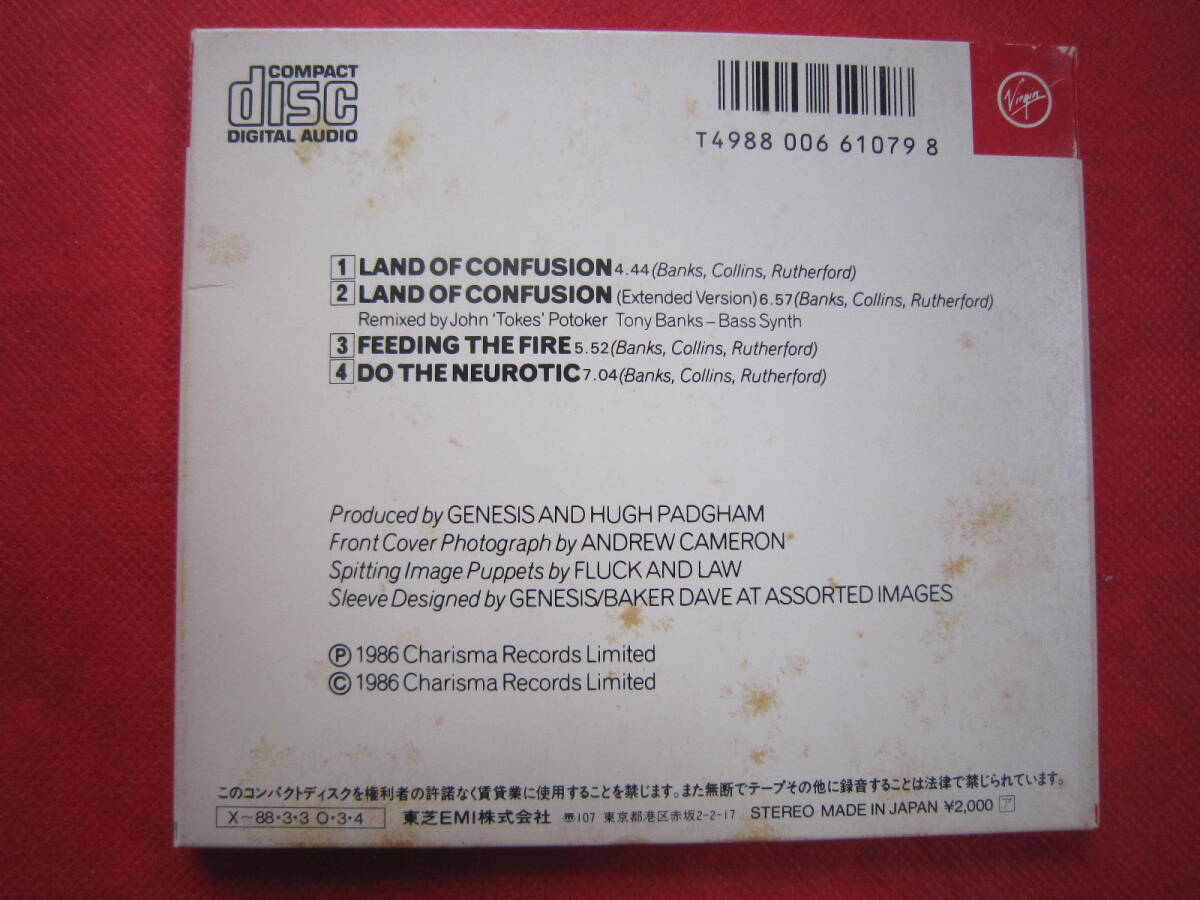 COMPACT
disc
DIGITAL AUDIO
Virgin
T4988 006 61079 8
1 LAND OF CONFUSION 4.44 (Banks, Collins, Rutherford)
2 LAND OF CONFUSION (Extended Version) 6.57 (Banks, Collins, Rutherford)
Remixed by John 'Tokes' Potoker Tony Banks – Bass Synth
3 FEEDING THE FIRE 5.52 (Banks, Collins, Rutherford)
4 DO THE NEUROTIC 7.04 (Banks, Collins, Rutherford)
Produced by GENESIS AND HUGH PADGHAM
Front Cover Photograph by ANDREW CAMERON
Spitting Image Puppets by FLUCK AND LAW
Sleeve Designed by GENESIS/BAKER DAVE AT ASSORTED IMAGES
Ⓟ 1986 Charisma Records Limited
© 1986 Charisma Records Limited
このコンパクトディスクを権利者の許諾なく賃貸業に使用することを禁じます。また無断でテープその他に録音することは法律で禁じられています。
X~88・3・3 O・3・4 東芝EMI株式会社 〠107 東京都港区赤坂2-2-17 STEREO MADE IN JAPAN ¥2,000 ア